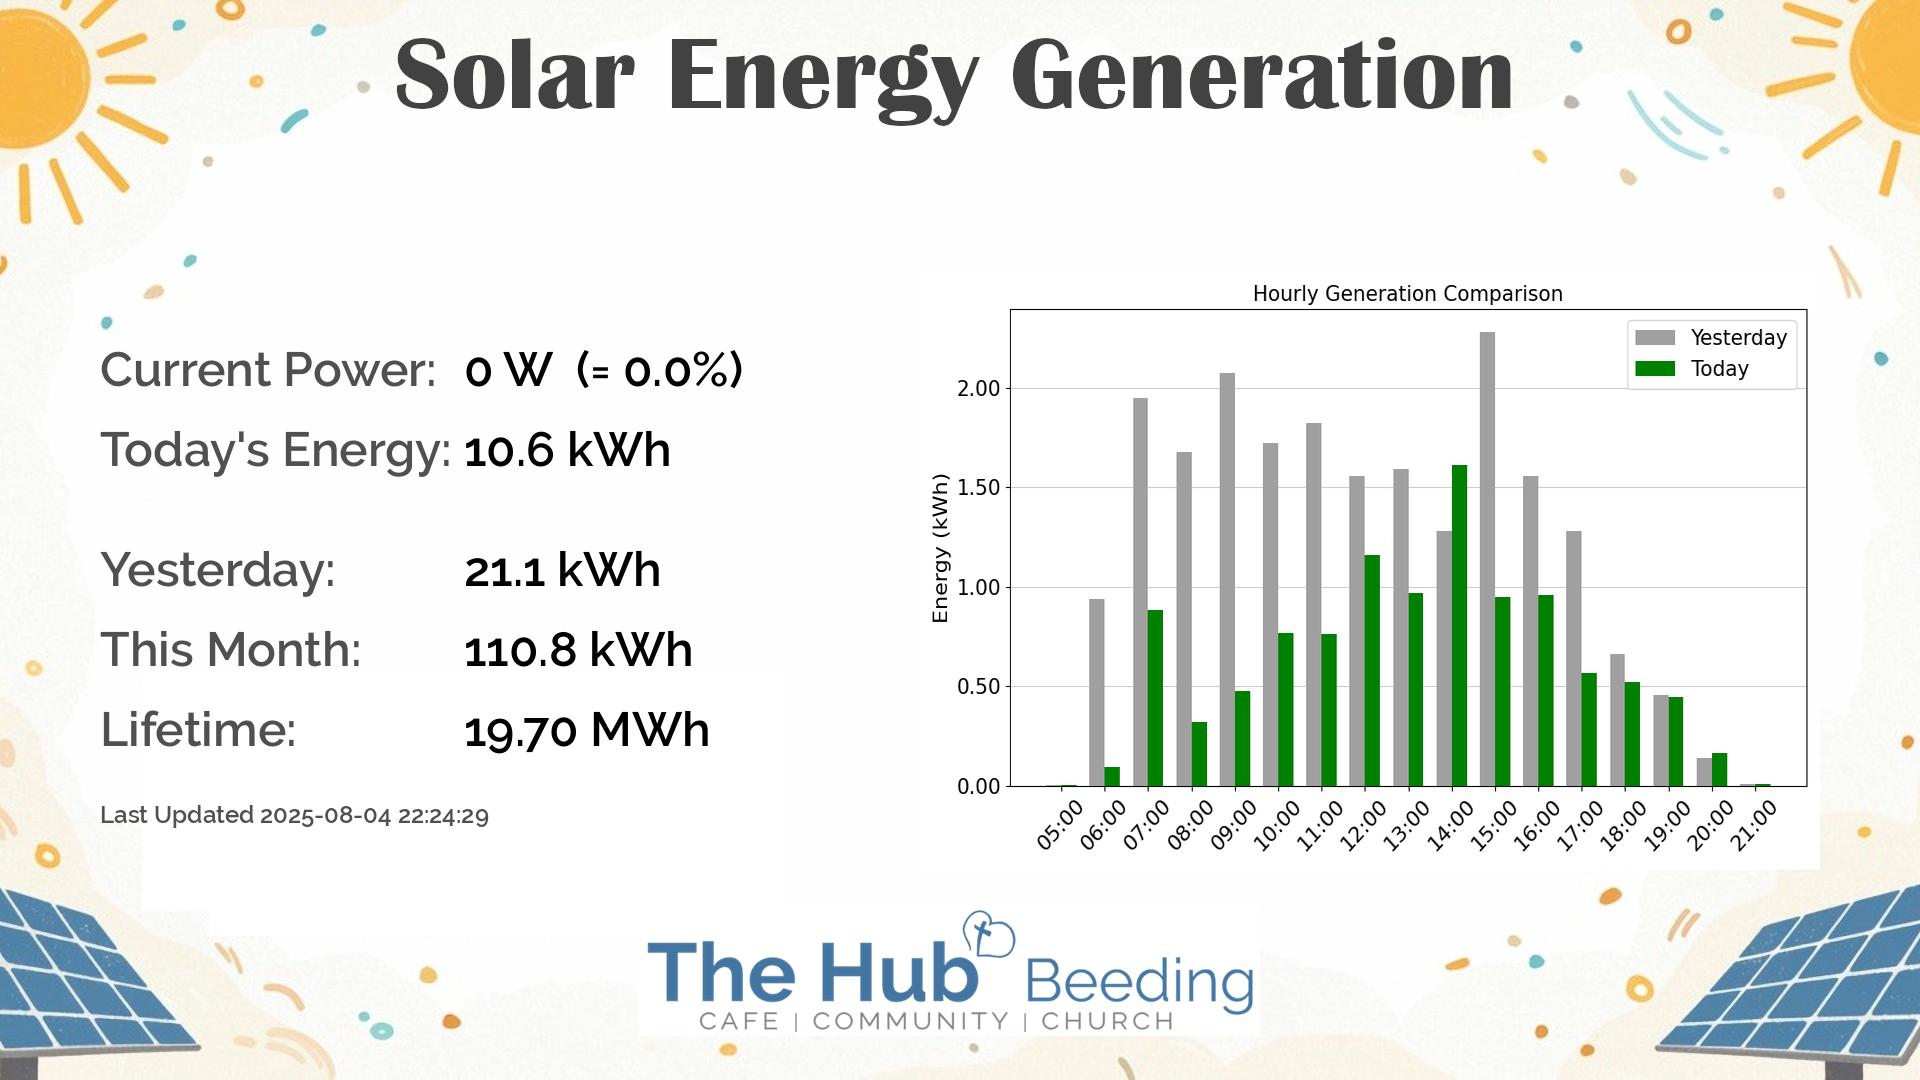 Solar Energy Generation
Current Power: 0 W (= 0.0%)
Today's Energy: 10.6 kWh
Yesterday: 21.1 kWh
This Month: 110.8 kWh
Lifetime: 19.70 MWh
Last Updated 2025-08-04 22:24:29
Hourly Generation Comparison
Yesterday
Today
Energy (kWh)
2.00
1.50
1.00
0.50
0.00
05:00 06:00 07:00 08:00 09:00 10:00 11:00 12:00 13:00 14:00 15:00 16:00 17:00 18:00 19:00 20:00 21:00
The Hub Beeding
CAFE | COMMUNITY | CHURCH